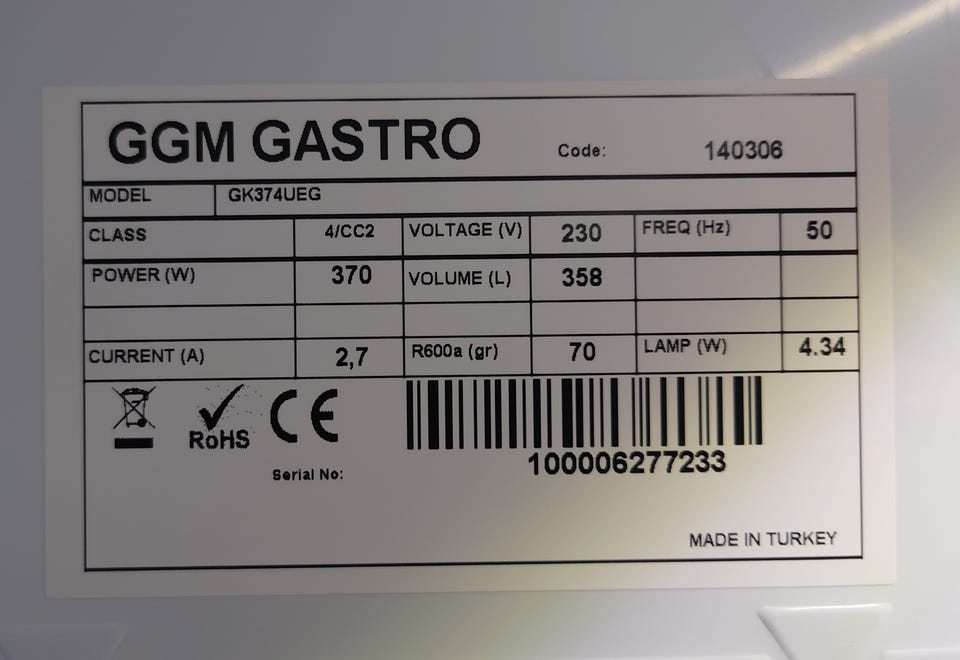 GGM GASTRO Code: 140306
MODEL GK374UEG
CLASS 4/CC2 VOLTAGE (V) 230 FREQ (Hz) 50
POWER (W) 370 VOLUME (L) 358
CURRENT (A) 2,7 R600a (gr) 70 LAMP (W) 4.34
RoHS CE
100006277233
Serial No:
MADE IN TURKEY